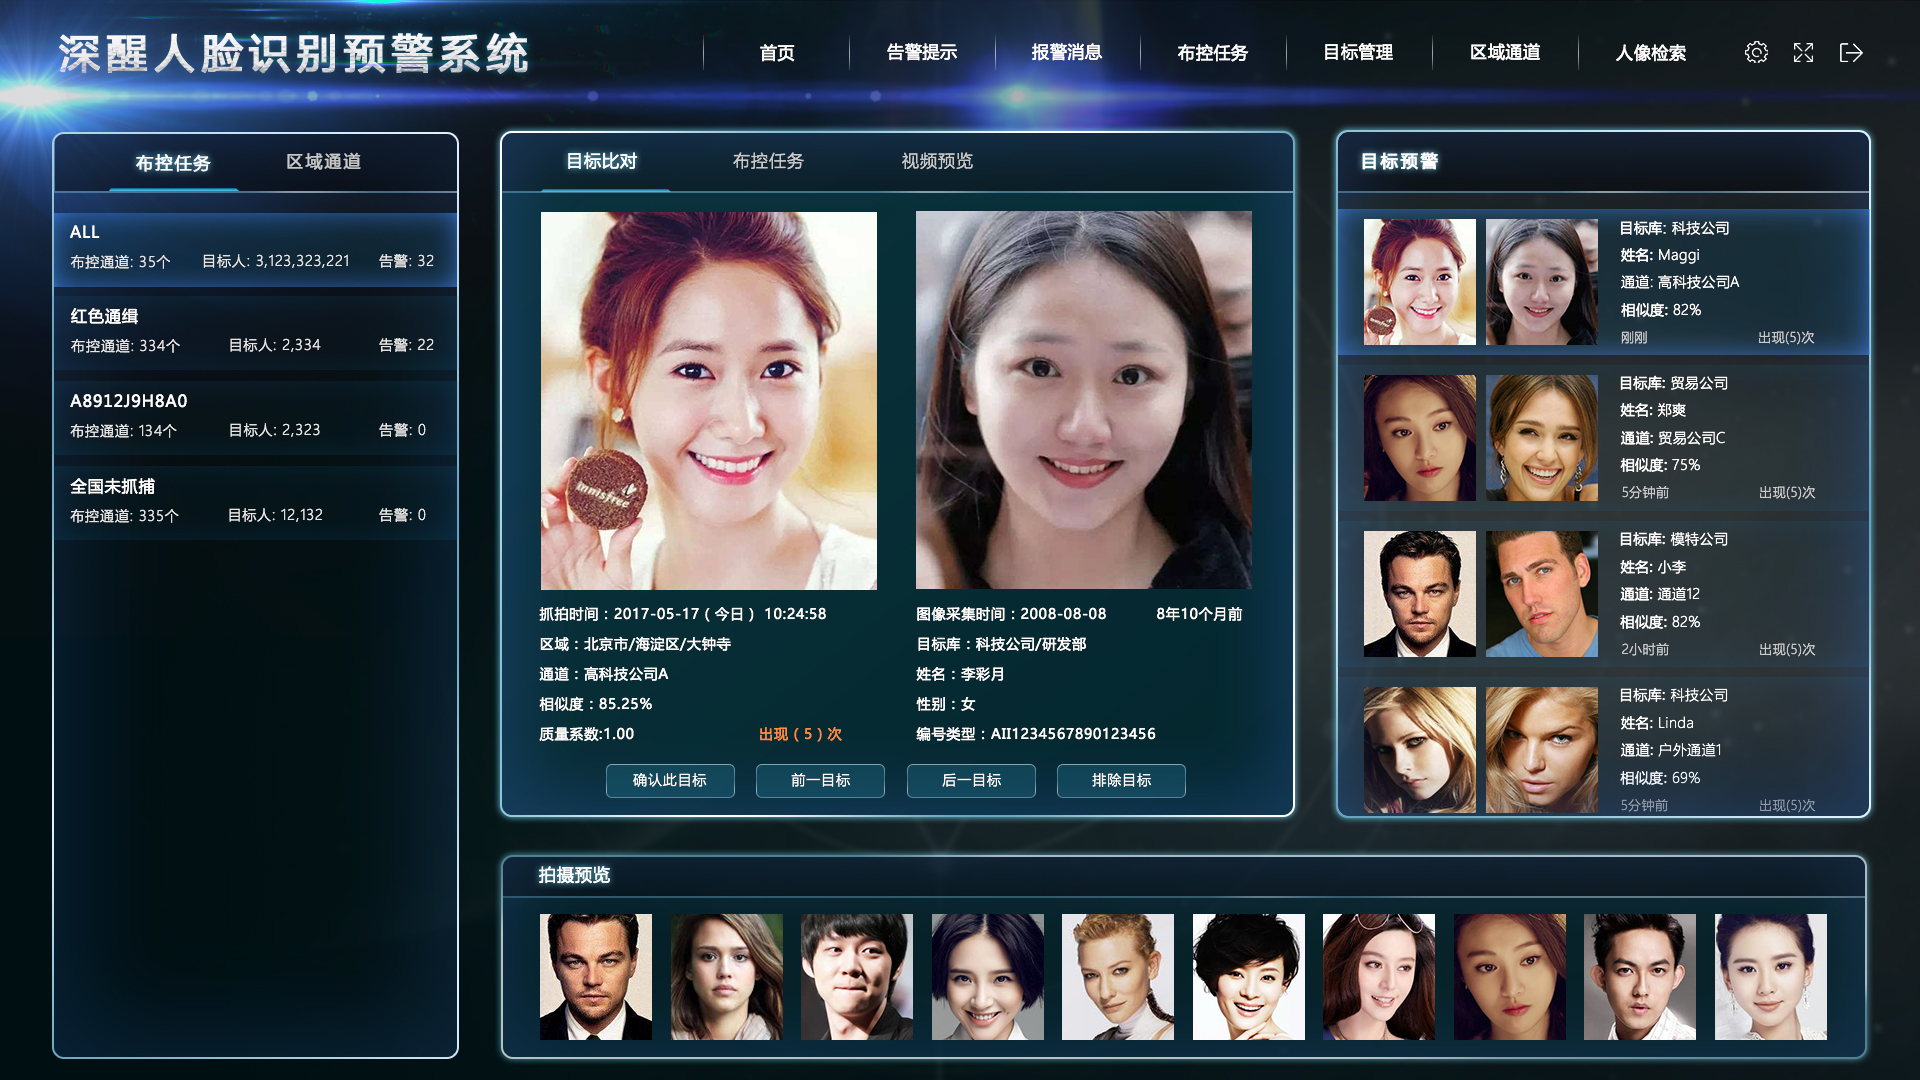 深醒人脸识别预警系统
首页
告警提示
报警消息
布控任务
目标管理
区域通道
人像检索
布控任务
区域通道
ALL
布控通道: 35个 目标人: 3,123,323,221 告警: 32
红色通缉
布控通道: 334个 目标人: 2,334 告警: 22
A8912J9H8A0
布控通道: 134个 目标人: 2,323 告警: 0
全国未抓捕
布控通道: 335个 目标人: 12,132 告警: 0
目标比对
布控任务
视频预览
innisfree
抓拍时间：2017-05-17（今日） 10:24:58
区域：北京市/海淀区/大钟寺
通道：高科技公司A
相似度：85.25%
质量系数:1.00 出现（5）次
图像采集时间：2008-08-08 8年10个月前
目标库：科技公司/研发部
姓名：李彩月
性别：女
编号类型：AII1234567890123456
确认此目标
前一目标
后一目标
排除目标
目标预警
目标库: 科技公司
姓名: Maggi
通道: 高科技公司A
相似度: 82%
刚刚 出现(5)次
目标库: 贸易公司
姓名: 郑爽
通道: 贸易公司C
相似度: 75%
5分钟前 出现(5)次
目标库: 模特公司
姓名: 小李
通道: 通道12
相似度: 82%
2小时前 出现(5)次
目标库: 科技公司
姓名: Linda
通道: 户外通道1
相似度: 69%
5分钟前 出现(5)次
拍摄预览